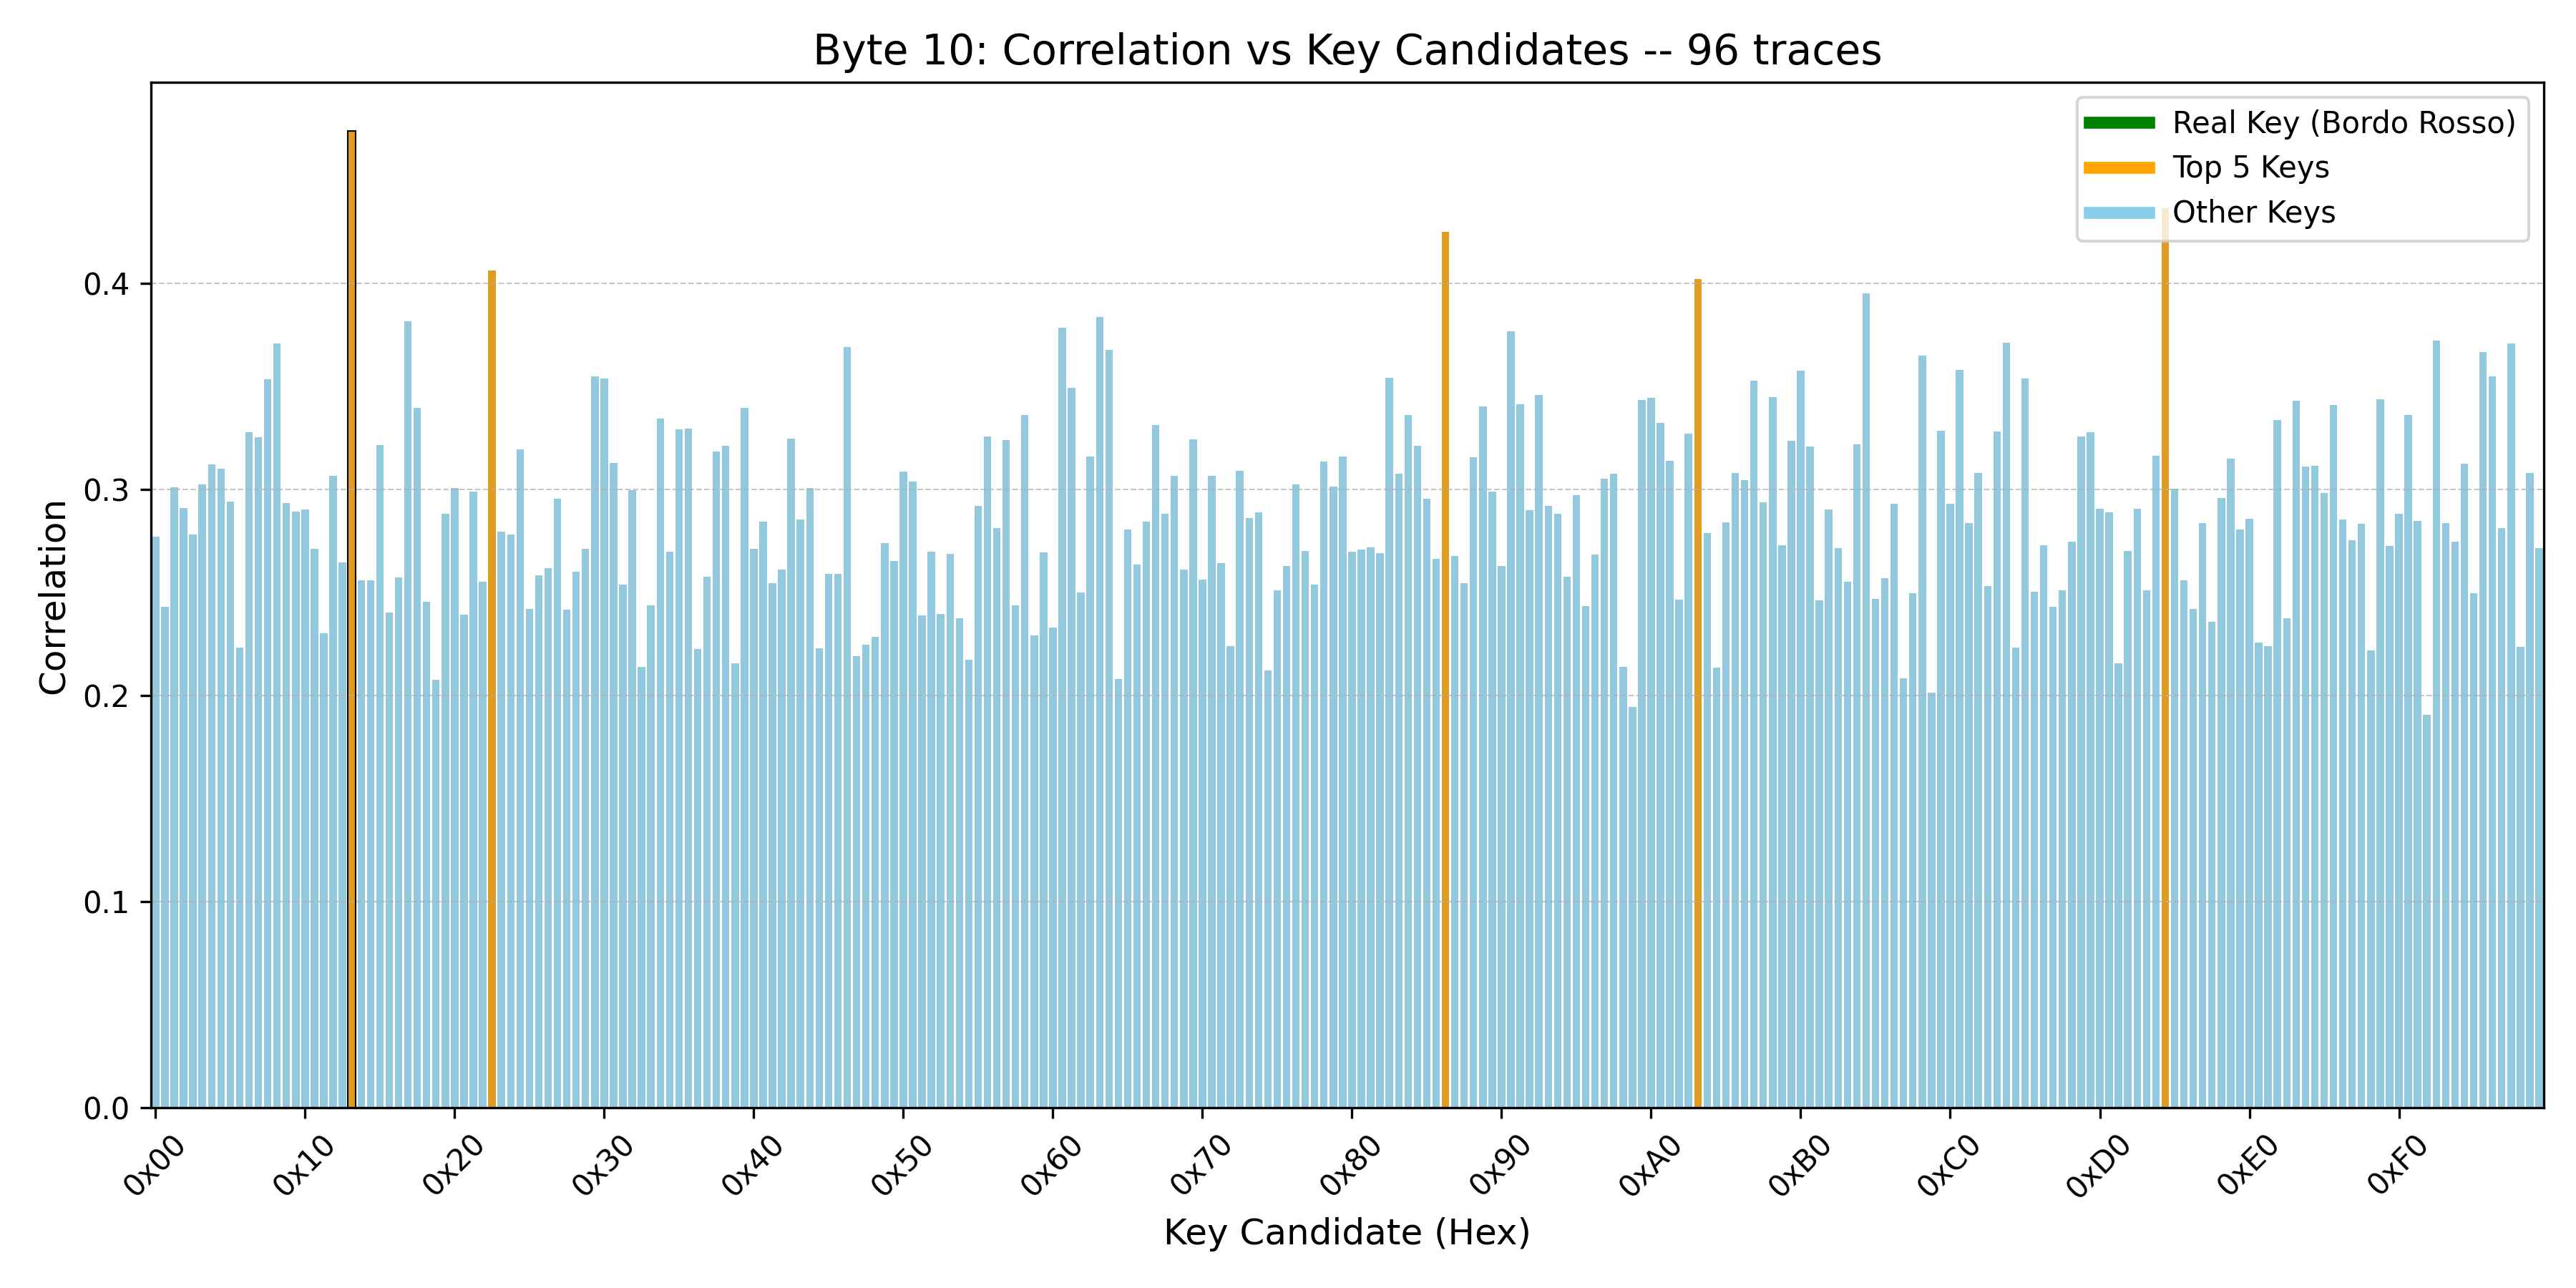 Byte 10: Correlation vs Key Candidates -- 96 traces
Real Key (Bordo Rosso)
Top 5 Keys
Other Keys
Correlation
0.4
0.3
0.2
0.1
0.0
0x00 0x10 0x20 0x30 0x40 0x50 0x60 0x70 0x80 0x90 0xA0 0xB0 0xC0 0xD0 0xE0 0xF0
Key Candidate (Hex)